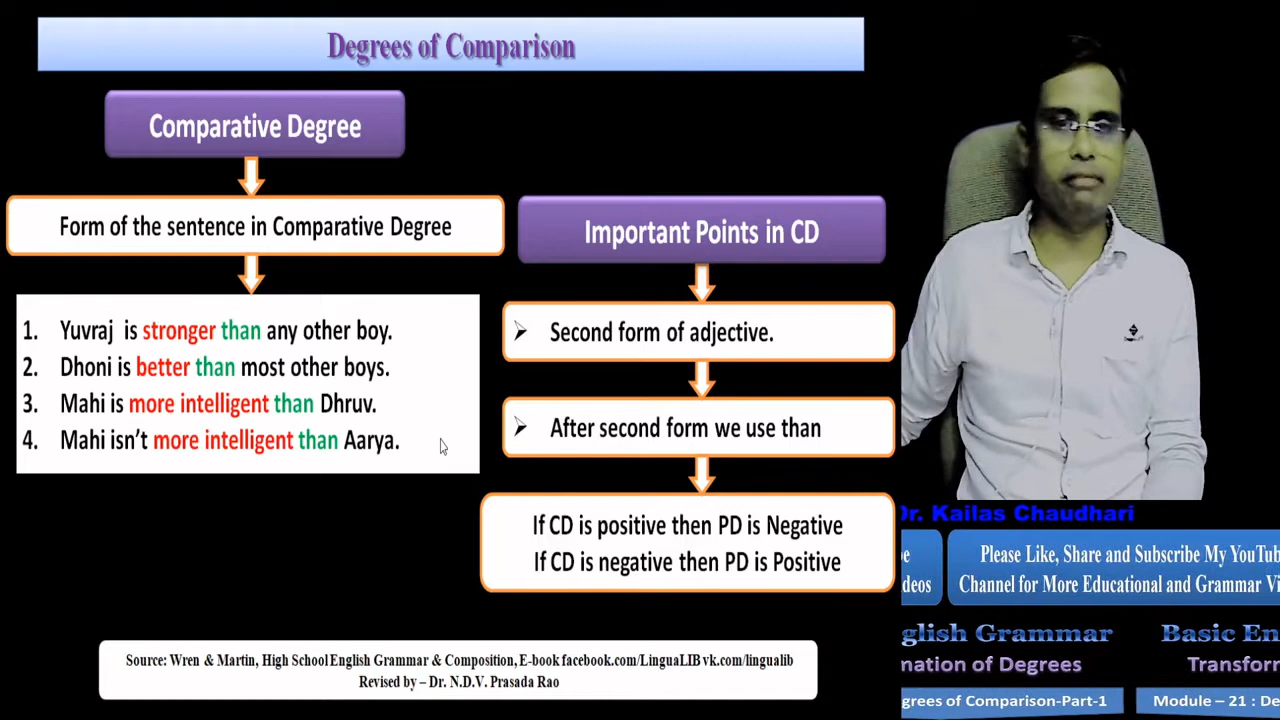 Degrees of Comparison
Comparative Degree
Form of the sentence in Comparative Degree
1. Yuvraj is stronger than any other boy.
2. Dhoni is better than most other boys.
3. Mahi is more intelligent than Dhruv.
4. Mahi isn't more intelligent than Aarya.
Important Points in CD
Second form of adjective.
After second form we use than
If CD is positive then PD is Negative
If CD is negative then PD is Positive
Source: Wren & Martin, High School English Grammar & Composition, E-book facebook.com/LinguaLIB vk.com/lingualib
Revised by – Dr. N.D.V. Prasada Rao
Dr. Kailas Chaudhari
Please Like, Share and Subscribe My YouTub
Channel for More Educational and Grammar Vi
glish Grammar
Basic En
mation of Degrees
Transfor
grees of Comparison-Part-1
Module – 21 : De